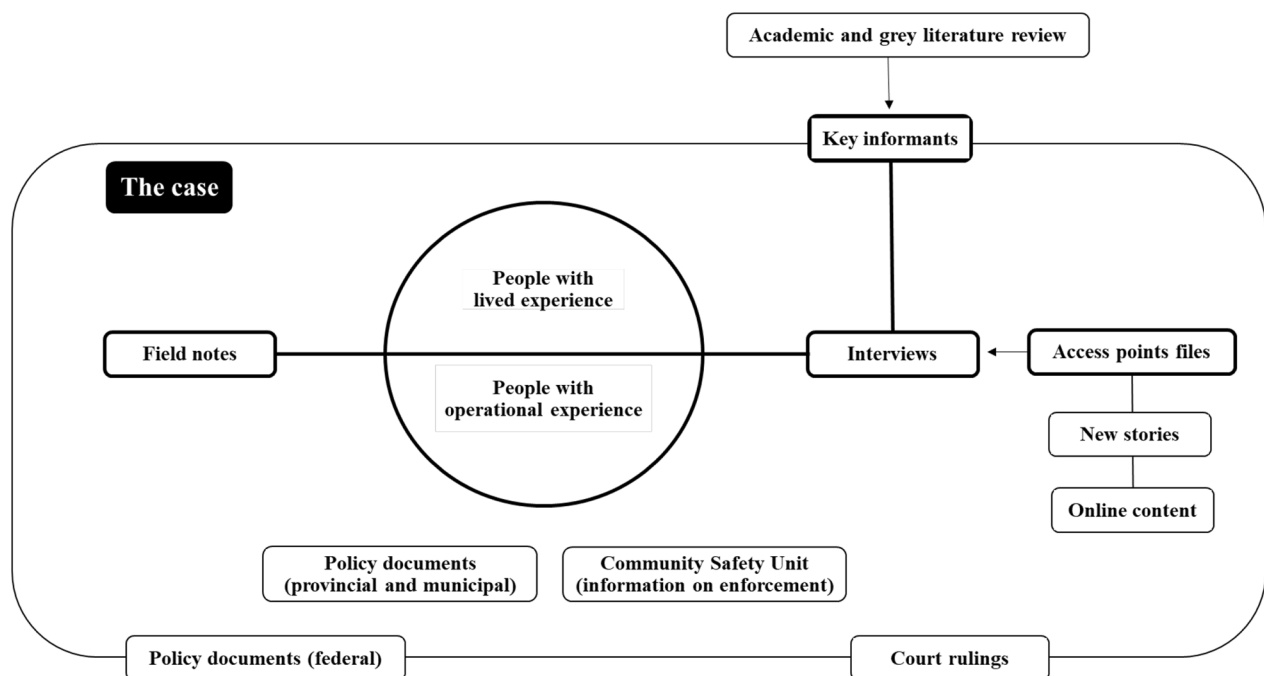 Academic and grey literature review
Key informants
The case
People with
lived experience
Field notes
Interviews
Access points files
People with
operational experience
New stories
Online content
Policy documents
(provincial and municipal)
Community Safety Unit
(information on enforcement)
Policy documents (federal)
Court rulings